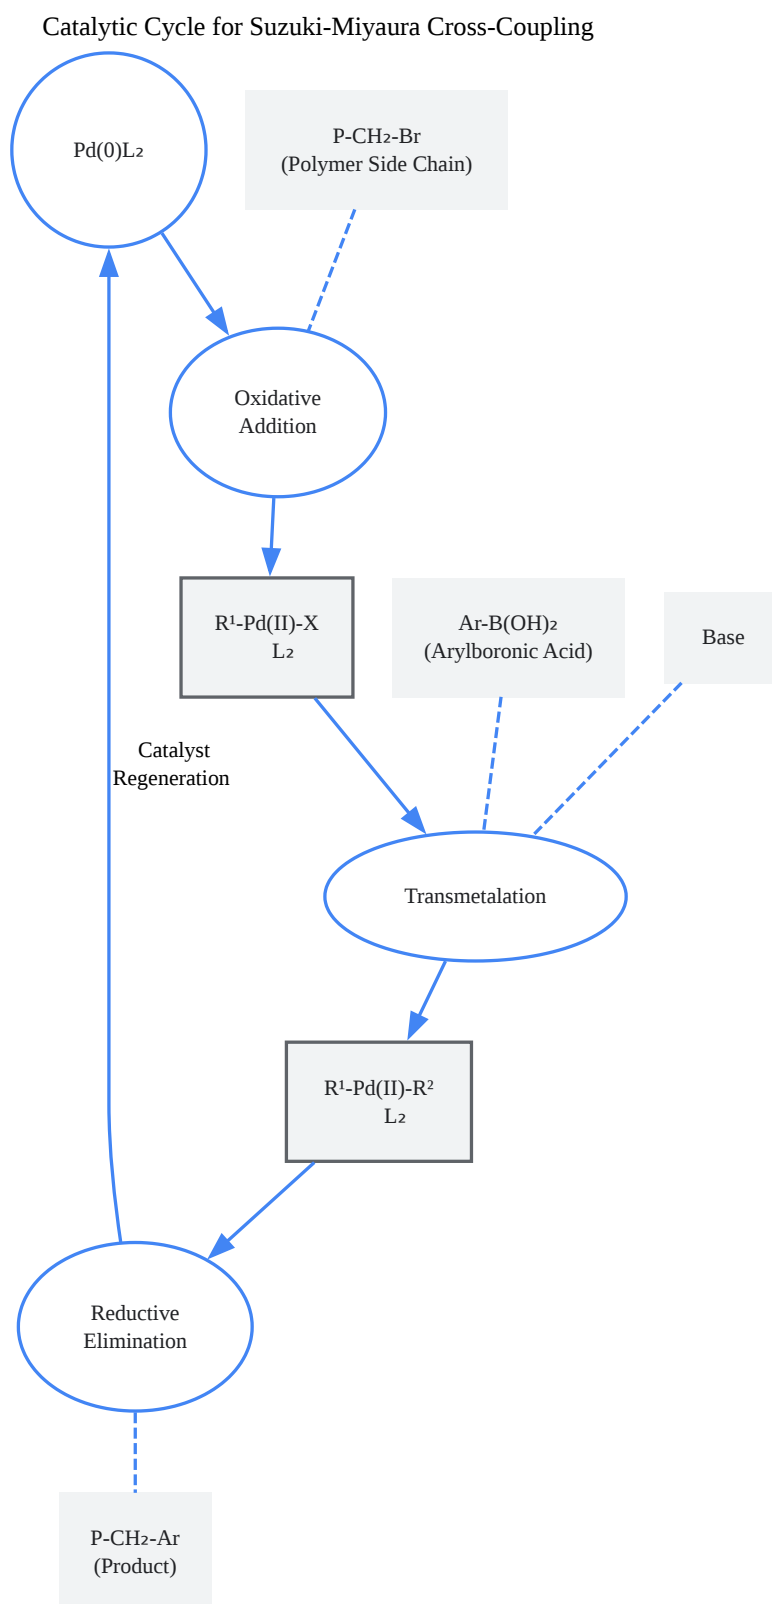 Catalytic Cycle for Suzuki-Miyaura Cross-Coupling
Pd(0)L₂
P-CH₂-Br
(Polymer Side Chain)
Oxidative
Addition
R¹-Pd(II)-X
L₂
Ar-B(OH)₂
(Arylboronic Acid)
Base
Catalyst
Regeneration
Transmetalation
R¹-Pd(II)-R²
L₂
Reductive
Elimination
P-CH₂-Ar
(Product)